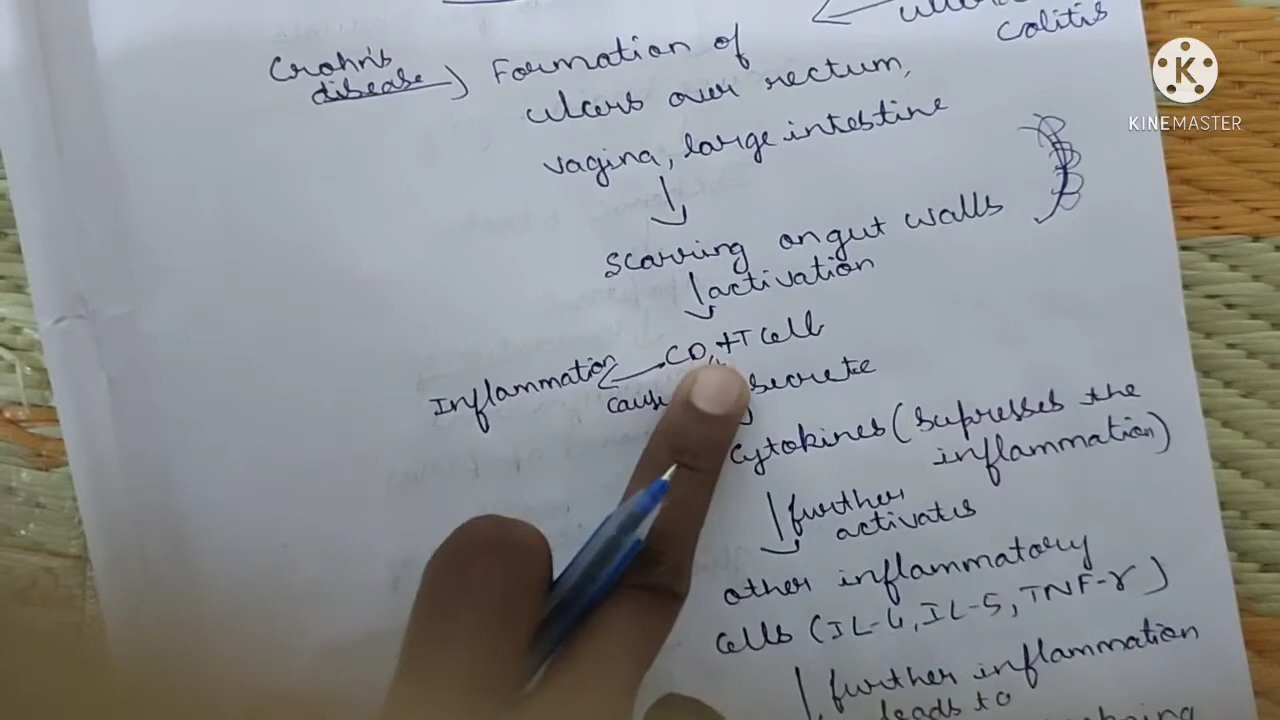 colitis
Crohn's
disease) Formation of
ulcers over rectum,
vagina, large intestine
scarring on gut walls
activation
Inflammation CD4+T cell
cause secrete
cytokines (supresses the
inflammation)
further
activates
other inflammatory
cells (IL-4, IL-5, TNF-γ)
further inflammation
leads to
K
KINEMASTER